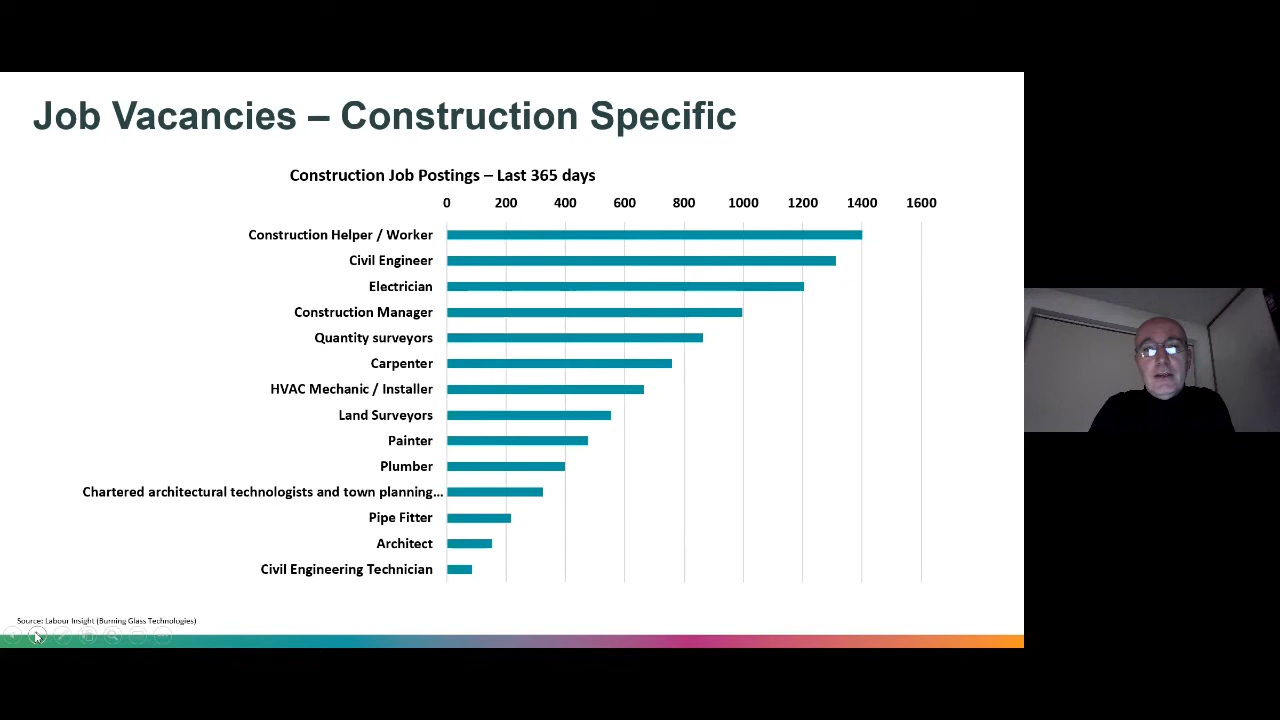 Job Vacancies – Construction Specific
Construction Job Postings – Last 365 days
0 200 400 600 800 1000 1200 1400 1600
Construction Helper / Worker
Civil Engineer
Electrician
Construction Manager
Quantity surveyors
Carpenter
HVAC Mechanic / Installer
Land Surveyors
Painter
Plumber
Chartered architectural technologists and town planning...
Pipe Fitter
Architect
Civil Engineering Technician
Source: Labour Insight (Burning Glass Technologies)